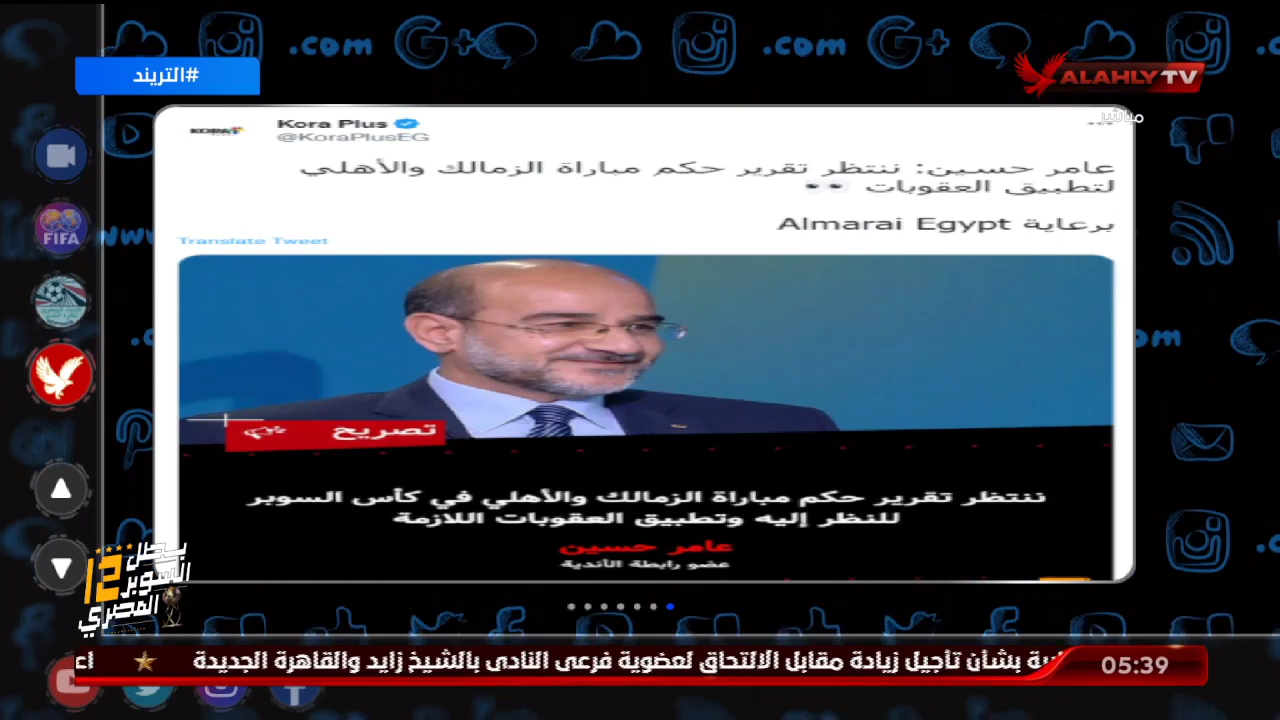 #التريند
ALAHLY TV
مباشر
Kora Plus
@KoraPlusEG
عامر حسين: ننتظر تقرير حكم مباراة الزمالك والأهلي
لتطبيق العقوبات 👀
برعاية Almarai Egypt
Translate Tweet
FIFA
تصريح
ننتظر تقرير حكم مباراة الزمالك والأهلي في كأس السوبر
للنظر إليه وتطبيق العقوبات اللازمة
عامر حسين
عضو رابطة الأندية
بطل
السوبر 12
المصري
بشأن تأجيل زيادة مقابل الالتحاق لعضوية فرعى النادى بالشيخ زايد والقاهرة الجديدة
05:39